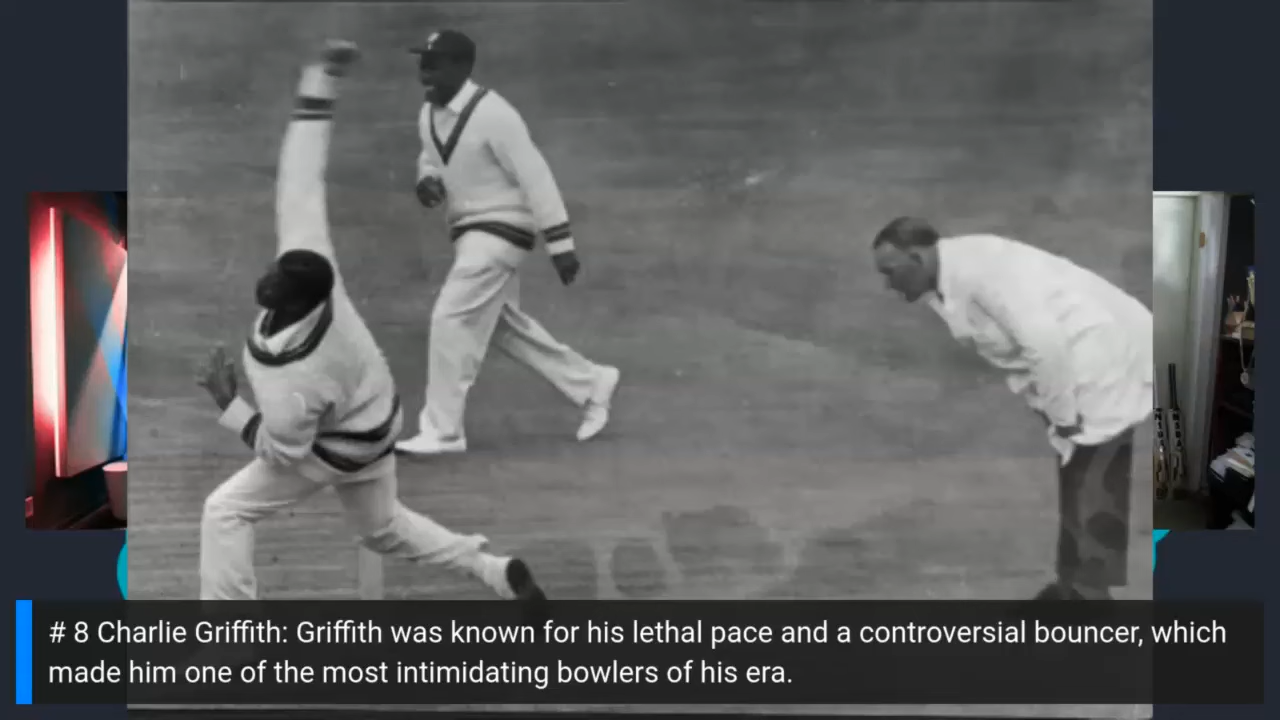 # 8 Charlie Griffith: Griffith was known for his lethal pace and a controversial bouncer, which
made him one of the most intimidating bowlers of his era.